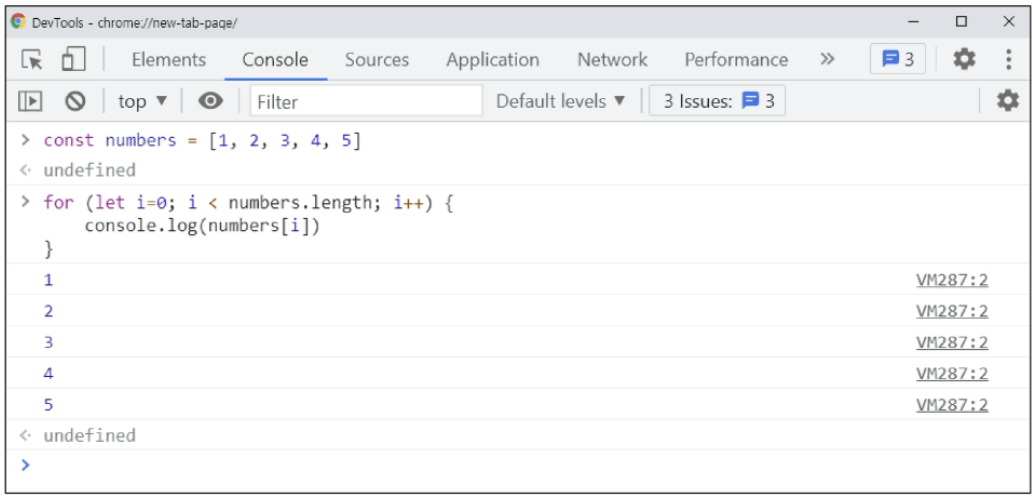 DevTools - chrome://new-tab-page/
Elements Console Sources Application Network Performance » 3
top ▼ Filter Default levels ▼ 3 Issues: 3
> const numbers = [1, 2, 3, 4, 5]
<· undefined
> for (let i=0; i < numbers.length; i++) {
console.log(numbers[i])
}
1 VM287:2
2 VM287:2
3 VM287:2
4 VM287:2
5 VM287:2
<· undefined
>